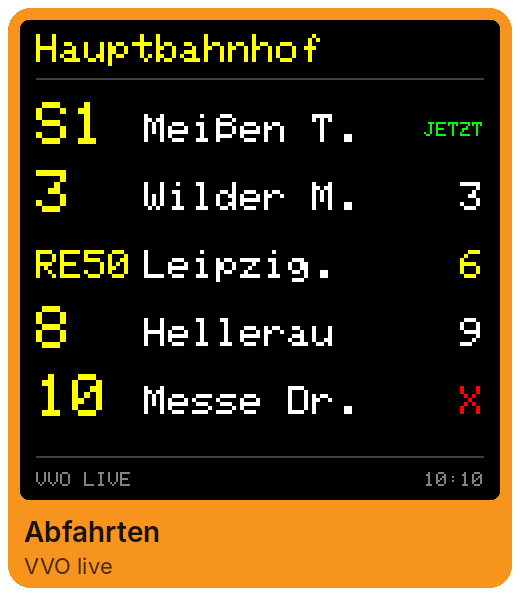 Hauptbahnhof
S1 Meißen T. JETZT
3 Wilder M. 3
RE50 Leipzig. 6
8 Hellerau 9
10 Messe Dr. X
VVO LIVE 10:10
Abfahrten
VVO live